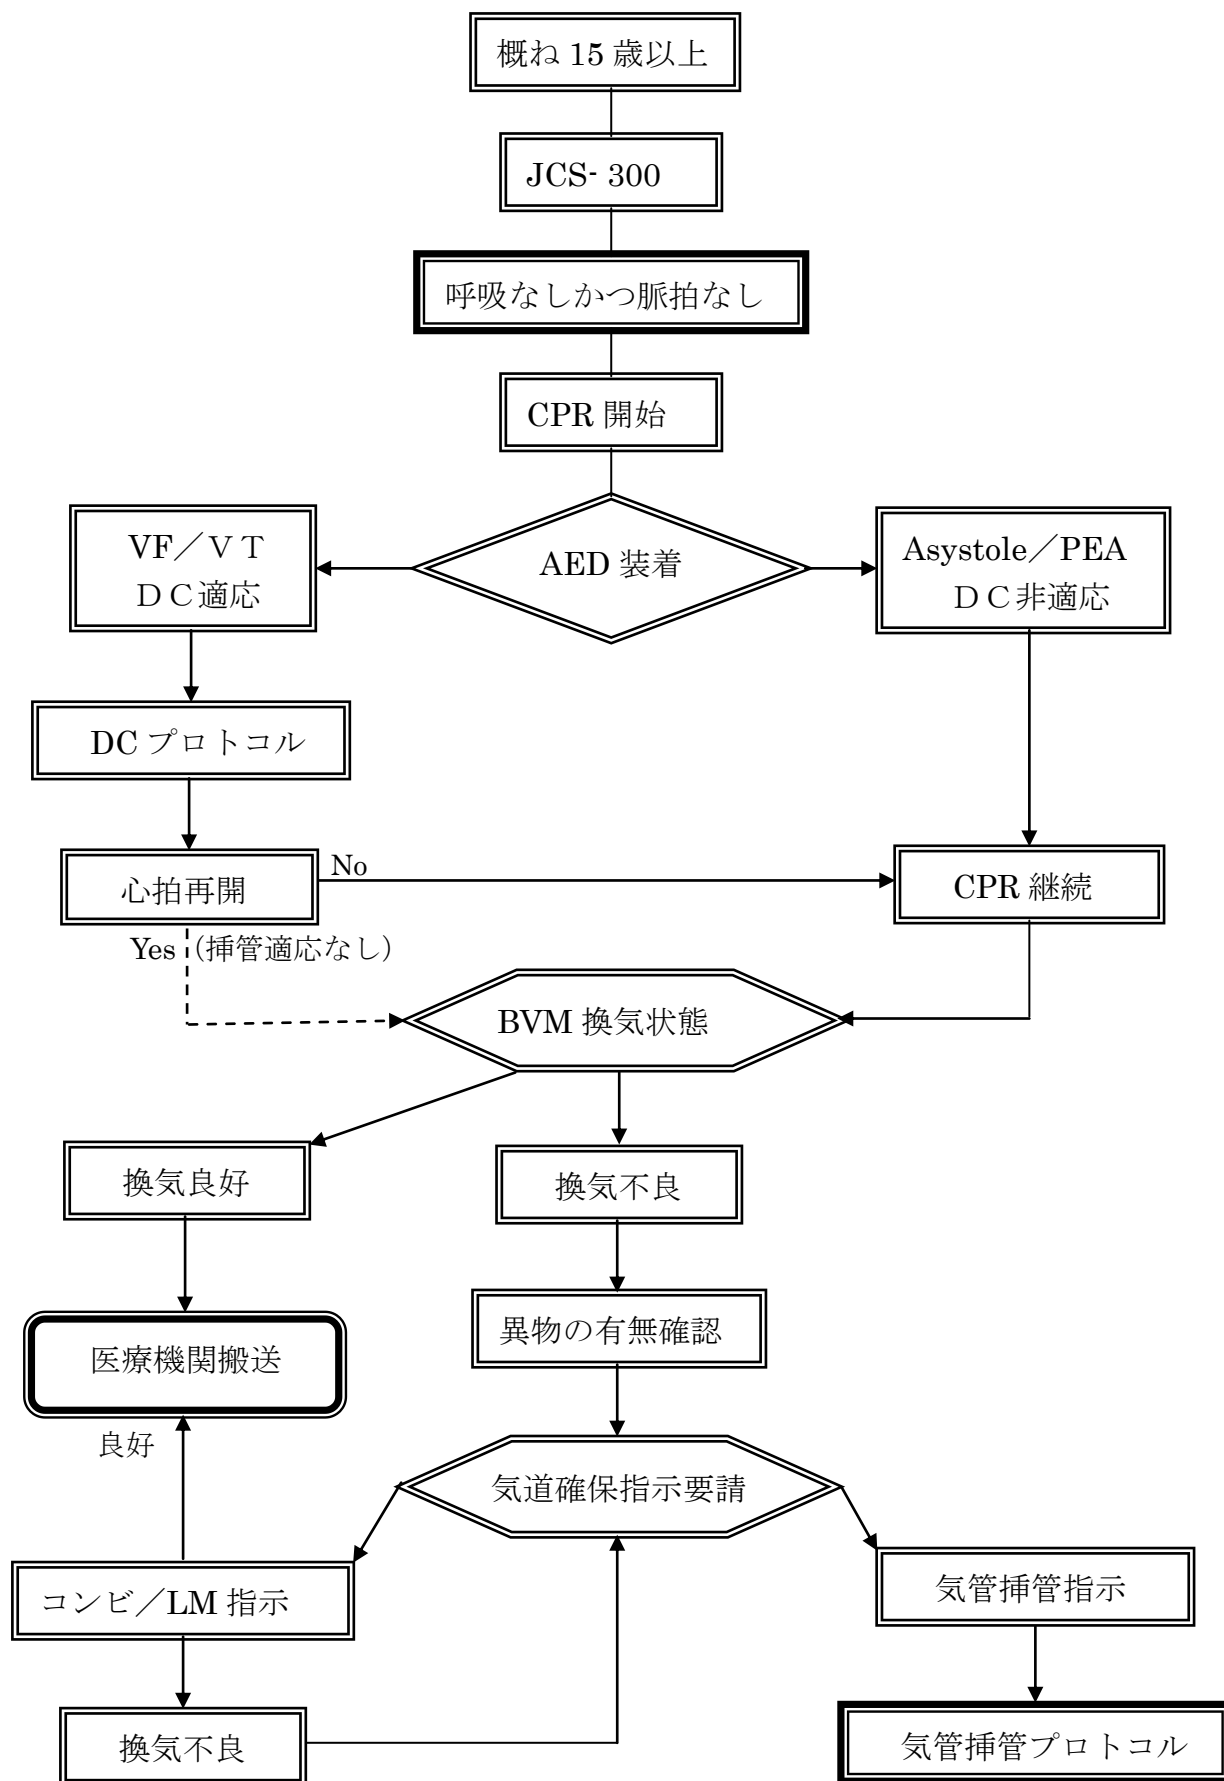 概ね 15 歳以上
JCS- 300
呼吸なしかつ脈拍なし
CPR 開始
AED 装着
VF／ＶＴ
ＤＣ適応
Asystole／PEA
ＤＣ非適応
DC プロトコル
心拍再開
No
CPR 継続
Yes（挿管適応なし）
BVM 換気状態
換気良好
換気不良
異物の有無確認
医療機関搬送
良好
気道確保指示要請
コンビ／LM 指示
気管挿管指示
換気不良
気管挿管プロトコル